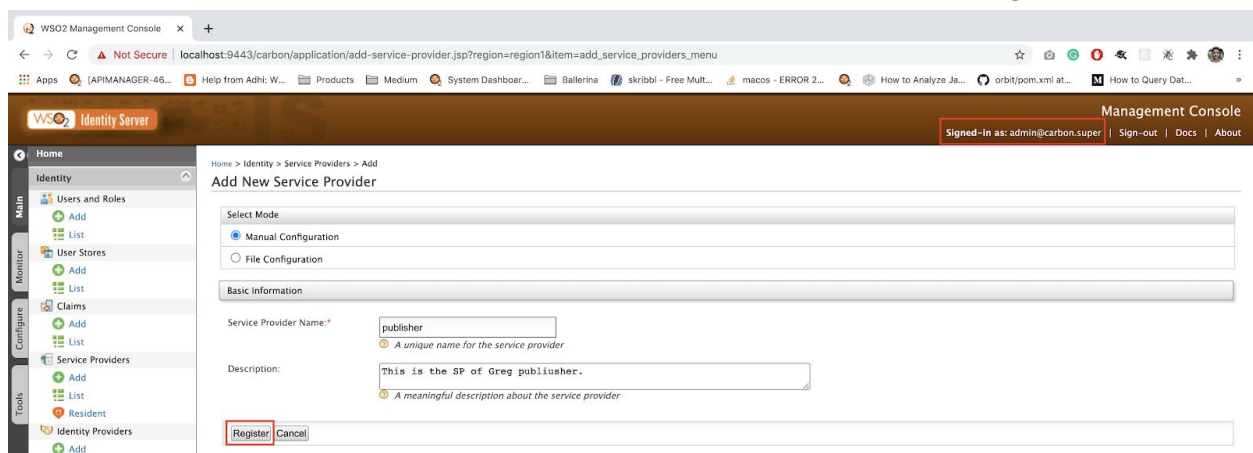 WSO2 Management Console
Not Secure | localhost:9443/carbon/application/add-service-provider.jsp?region=region1&item=add_service_providers_menu
Apps [APIMANAGER-46... Help from Adhi: W... Products Medium System Dashboar... Ballerina skribbl - Free Mult... macos - ERROR 2... How to Analyze Ja... orbit/pom.xml at... How to Query Dat... »
WSO2 Identity Server
Management Console
Signed-in as: admin@carbon.super | Sign-out | Docs | About
Main
Monitor
Configure
Tools
Home
Identity
Users and Roles
Add
List
User Stores
Add
List
Claims
Add
List
Service Providers
Add
List
Resident
Identity Providers
Add
Home > Identity > Service Providers > Add
Add New Service Provider
Select Mode
Manual Configuration
File Configuration
Basic Information
Service Provider Name:* publisher
A unique name for the service provider
Description: This is the SP of Greg publiusher.
A meaningful description about the service provider
Register Cancel